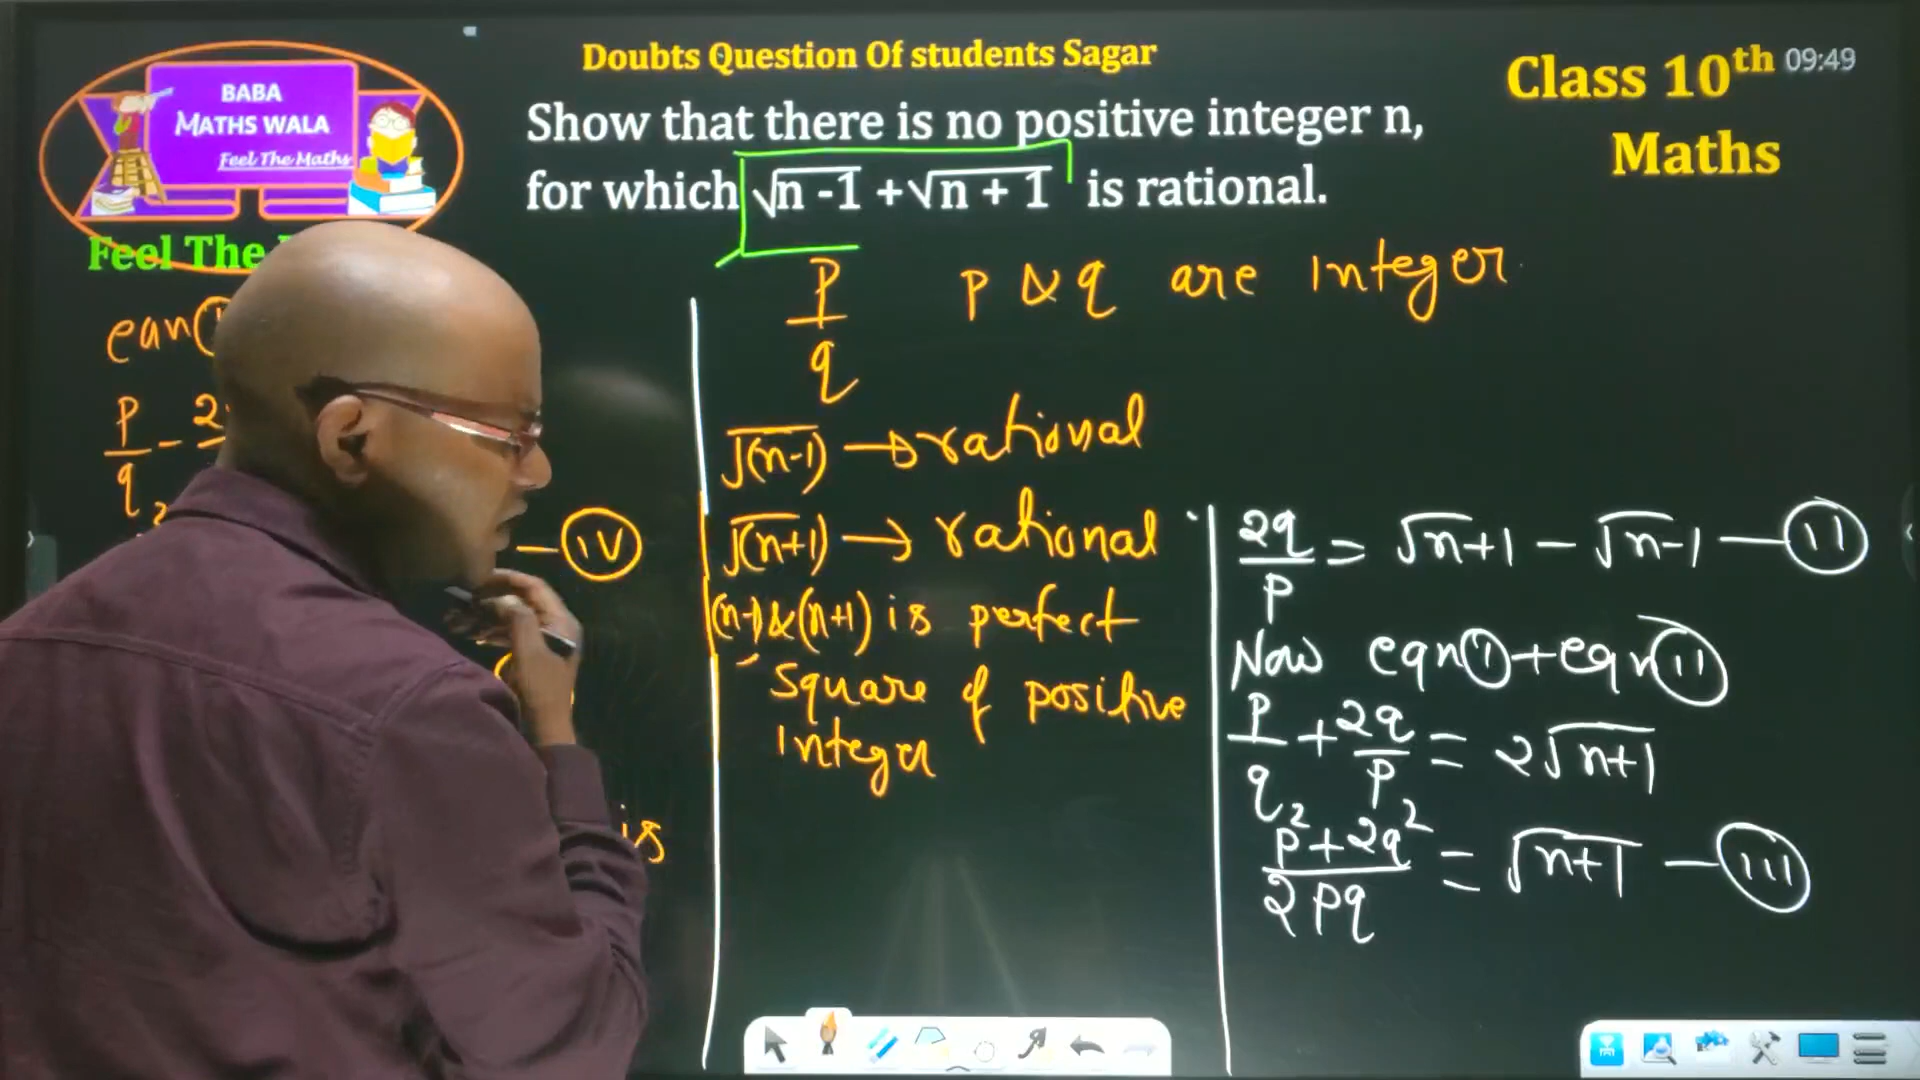 Doubts Question Of students Sagar
Class 10th 09:49
Maths
BABA
MATHS WALA
Feel The Maths
Feel The
Show that there is no positive integer n,
for which √n -1 + √n + 1 is rational.
p/q p & q are integer
eqn
p/q - 2
— IV
is
√(n-1) → rational
√(n+1) → rational
(n-1) & (n+1) is perfect
square of positive
integer
2q/p = √n+1 - √n-1 — II
Now eqn I + eqn II
p/q + 2q/p = 2√n+1
p²+2q²/2pq = √n+1 — III